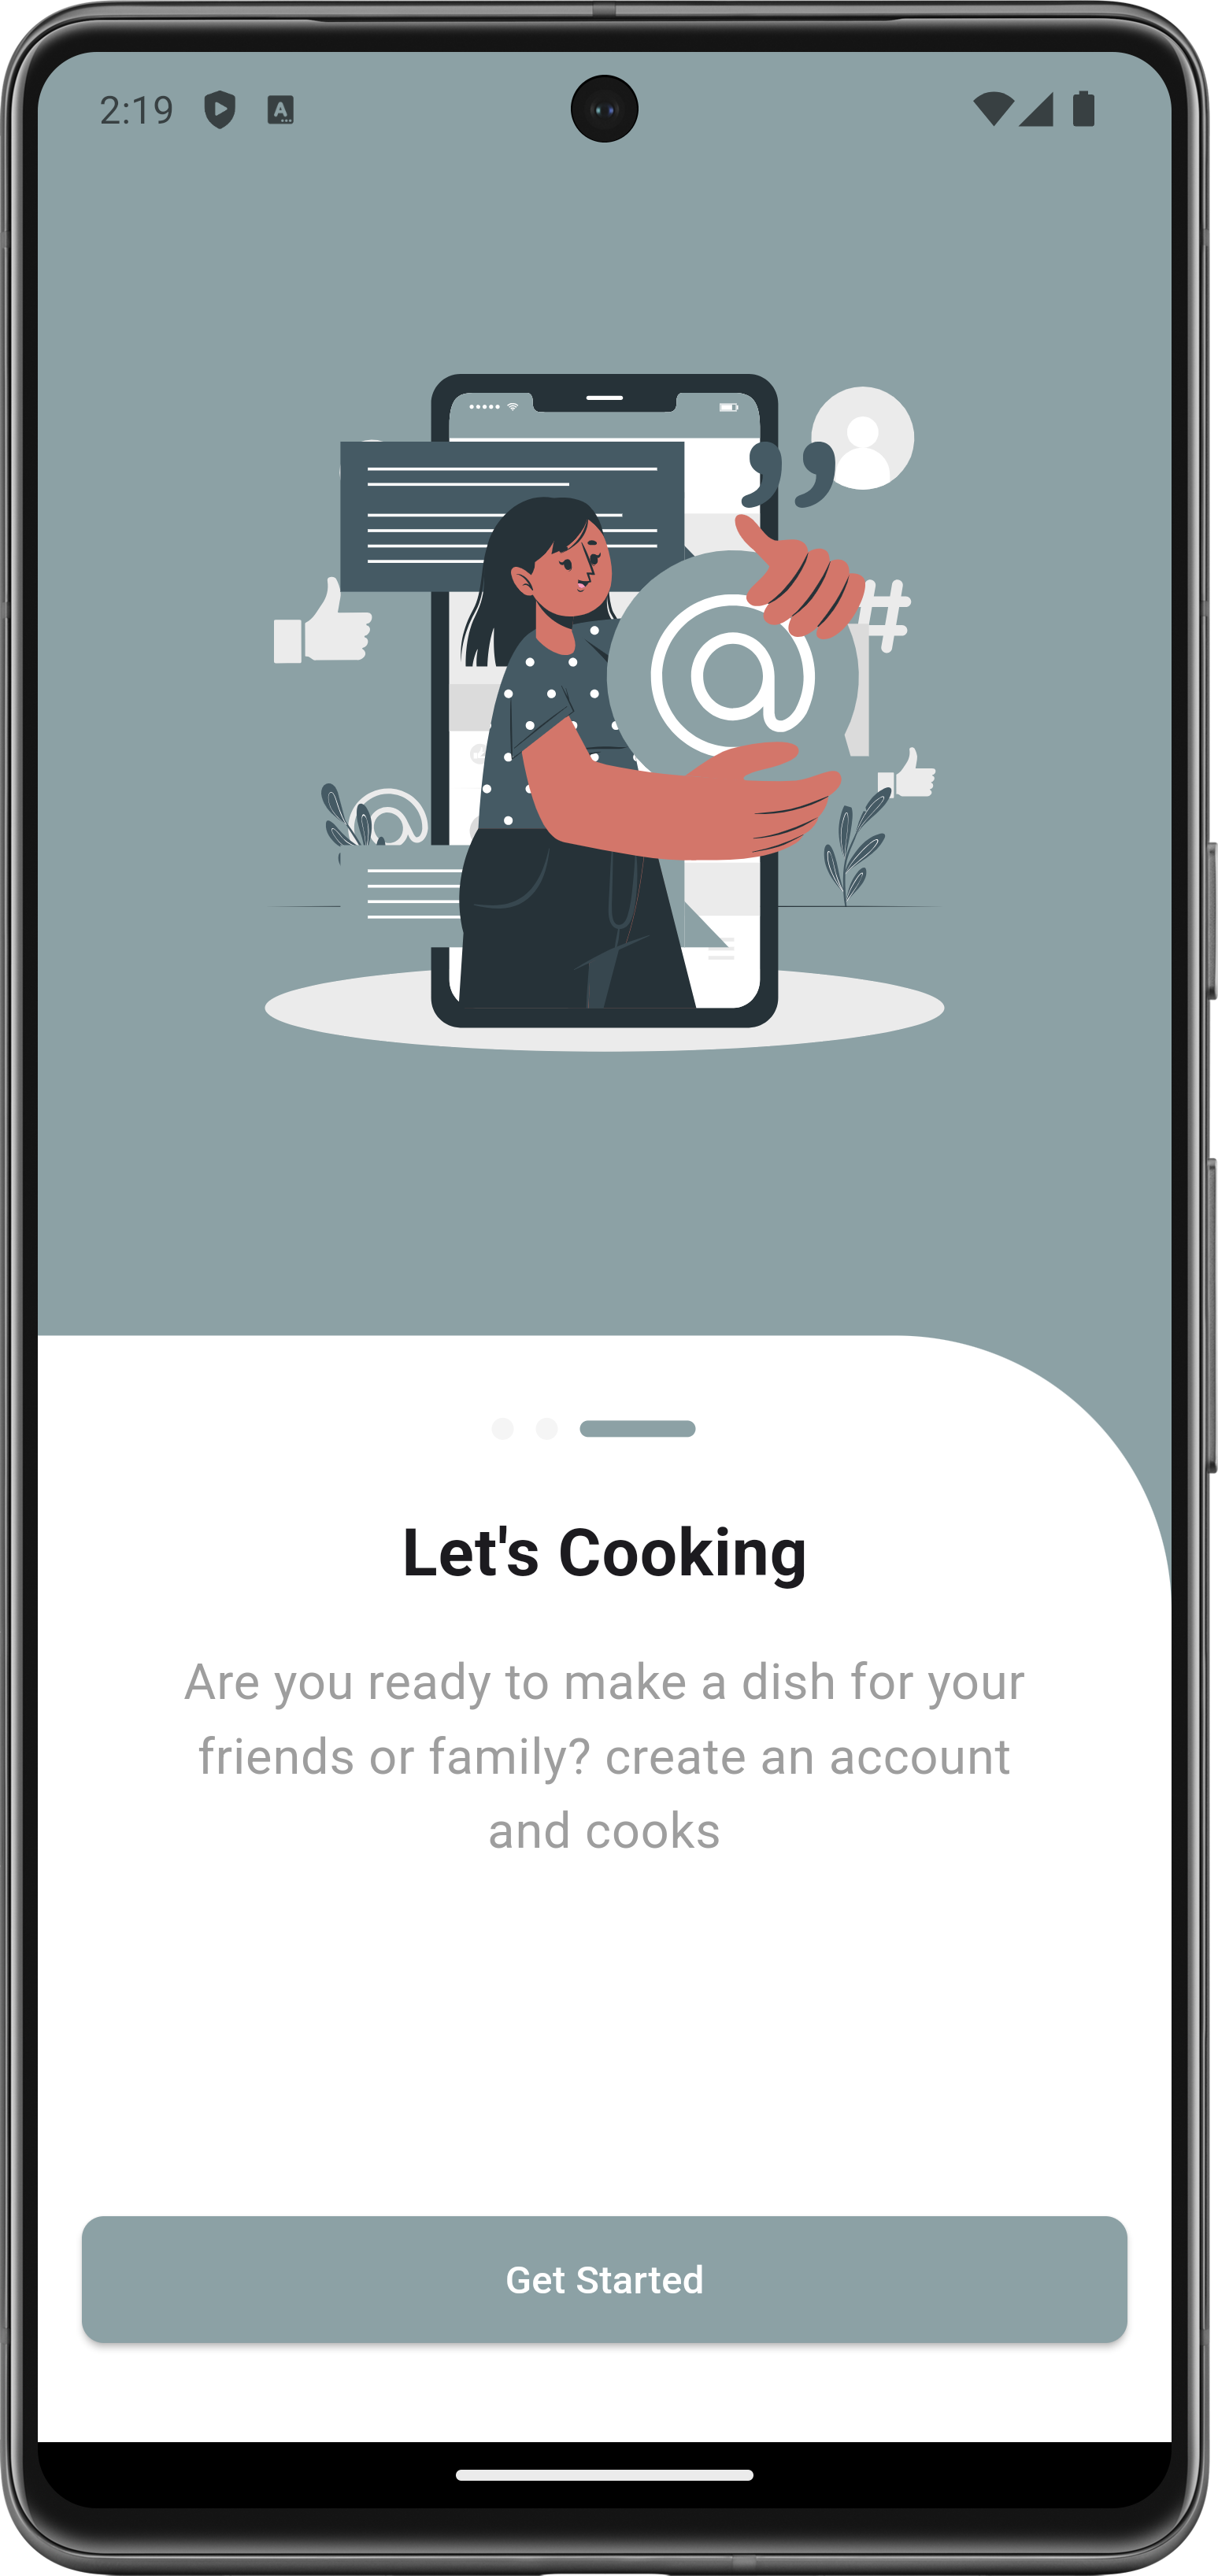 2:19
A
@
#
@
Let's Cooking
Are you ready to make a dish for your
friends or family? create an account
and cooks
Get Started